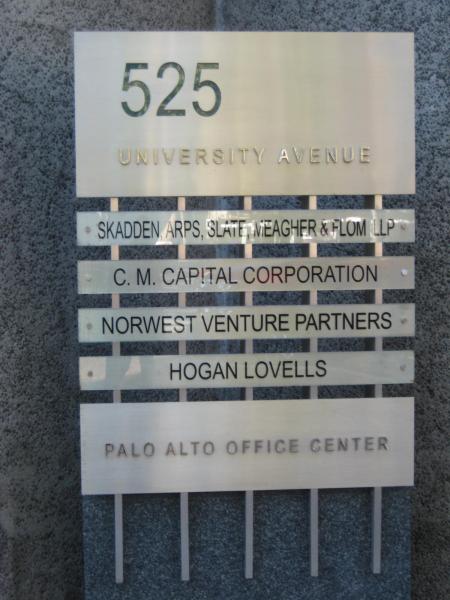 525
UNIVERSITY AVENUE
SKADDEN, ARPS, SLATE, MEAGHER & FLOM LLP
C. M. CAPITAL CORPORATION
NORWEST VENTURE PARTNERS
HOGAN LOVELLS
PALO ALTO OFFICE CENTER